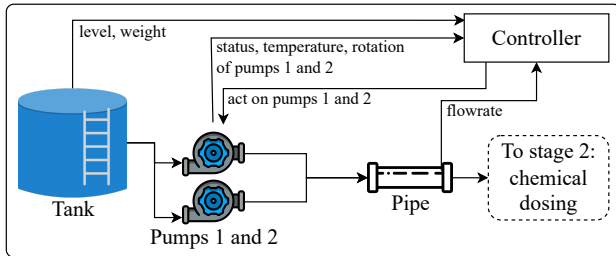 level, weight
status, temperature, rotation
of pumps 1 and 2
act on pumps 1 and 2
Controller
flowrate
Tank
Pumps 1 and 2
Pipe
To stage 2:
chemical
dosing